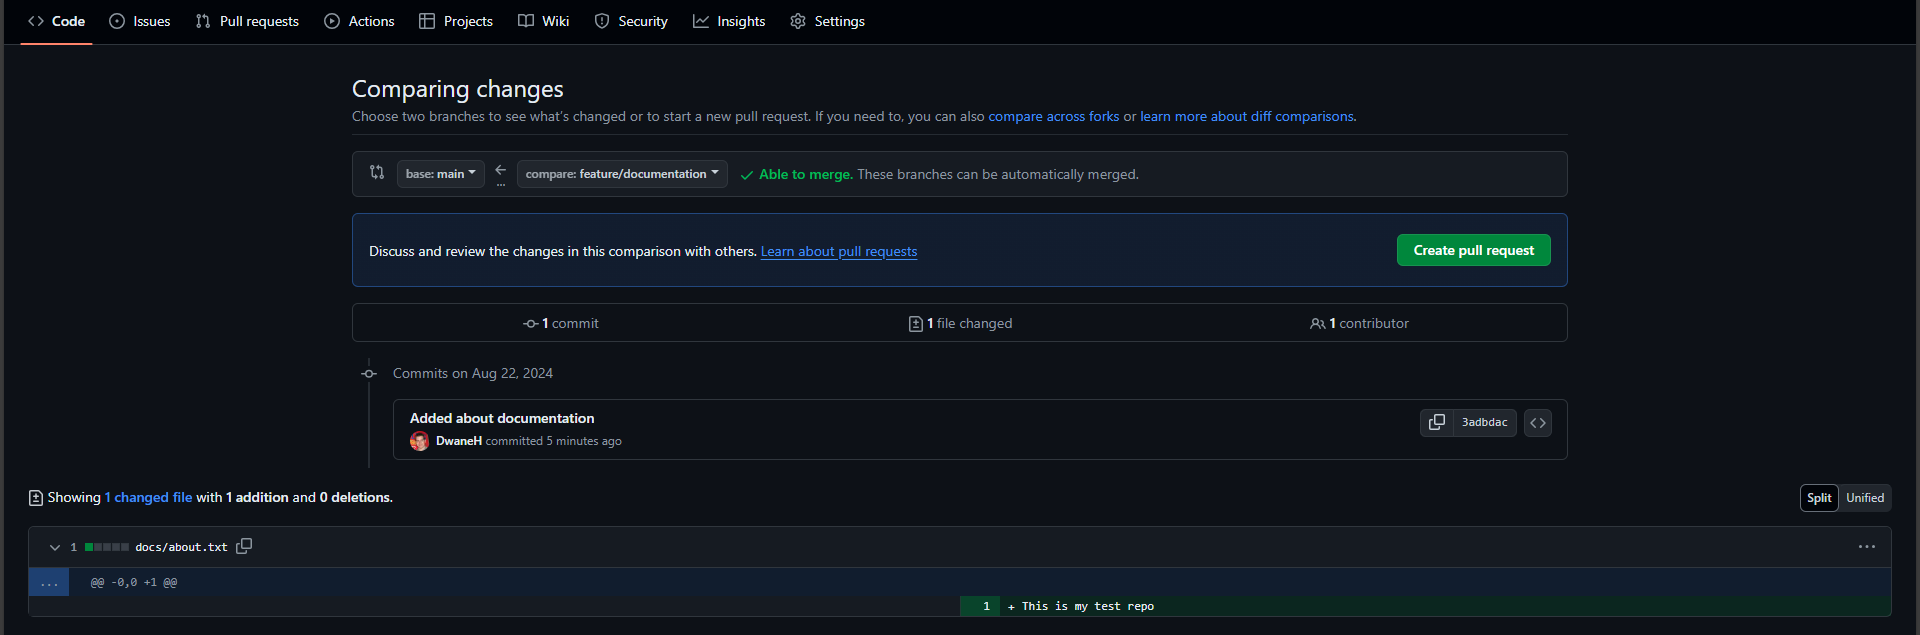 Code Issues Pull requests Actions Projects Wiki Security Insights Settings
Comparing changes
Choose two branches to see what's changed or to start a new pull request. If you need to, you can also compare across forks or learn more about diff comparisons.
base: main ← compare: feature/documentation ✓ Able to merge. These branches can be automatically merged.
...
Discuss and review the changes in this comparison with others. Learn about pull requests Create pull request
1 commit 1 file changed 1 contributor
Commits on Aug 22, 2024
Added about documentation
3adbdac
DwaneH committed 5 minutes ago
Showing 1 changed file with 1 addition and 0 deletions. Split Unified
1 docs/about.txt ...
... @@ -0,0 +1 @@
1 + This is my test repo